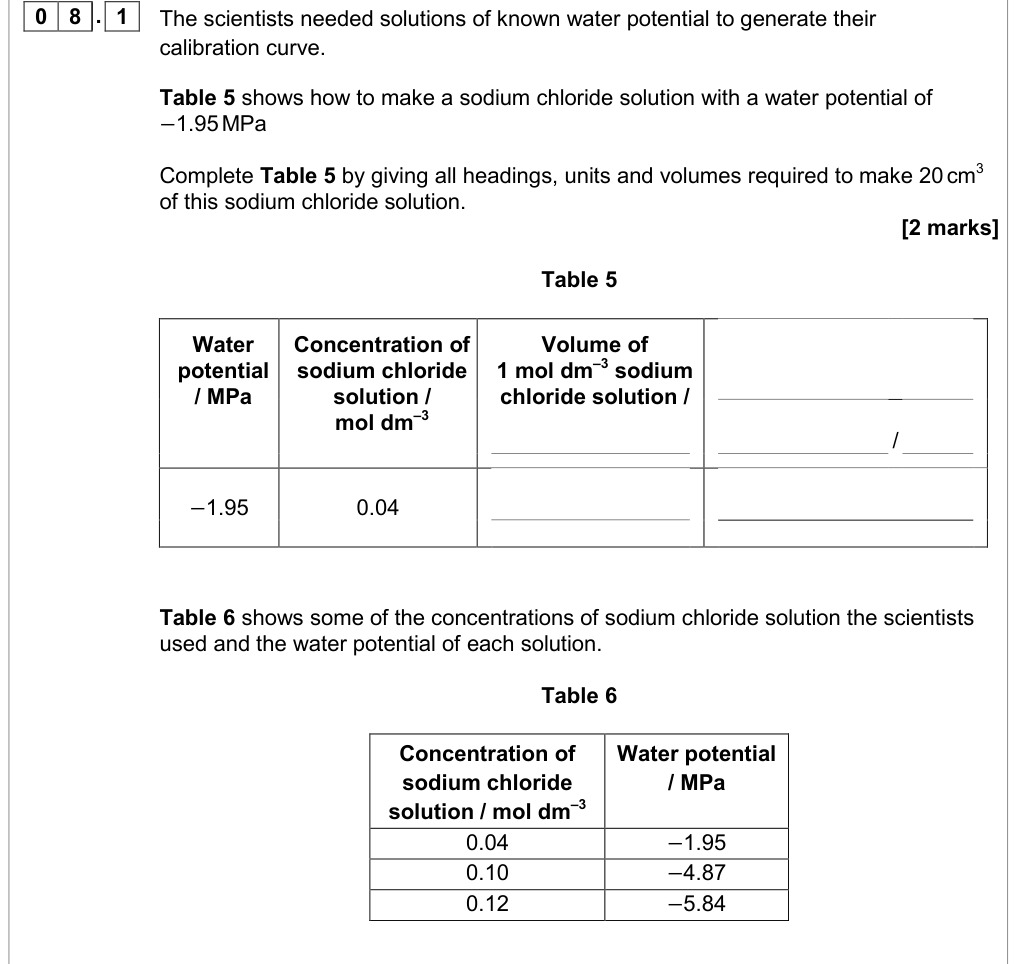 0 8 . 1 The scientists needed solutions of known water potential to generate their
calibration curve.
Table 5 shows how to make a sodium chloride solution with a water potential of
−1.95 MPa
Complete Table 5 by giving all headings, units and volumes required to make 20 cm³
of this sodium chloride solution.
[2 marks]
Table 5
Water
potential
/ MPa
Concentration of
sodium chloride
solution /
mol dm⁻³
Volume of
1 mol dm⁻³ sodium
chloride solution /
/
−1.95
0.04
Table 6 shows some of the concentrations of sodium chloride solution the scientists
used and the water potential of each solution.
Table 6
Concentration of
sodium chloride
solution / mol dm⁻³
Water potential
/ MPa
0.04 −1.95
0.10 −4.87
0.12 −5.84